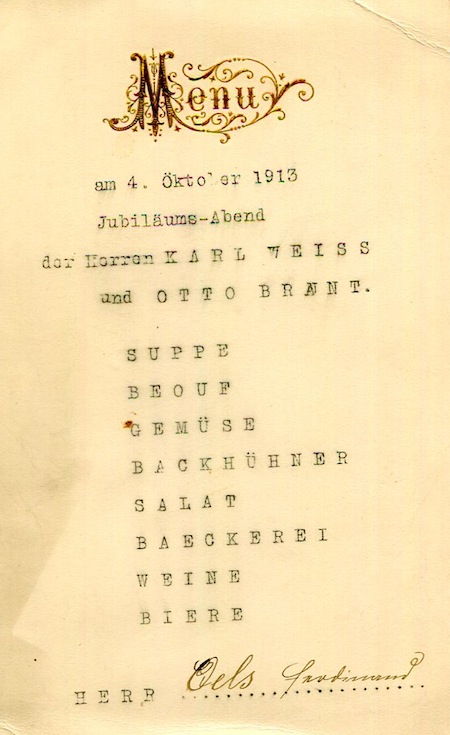 Menu
am 4. Öktober 1913
Jubiläums-Abend
der Herren KARL WEISS
und OTTO BRANT.
SUPPE
BEOUF
GEMÜSE
BACKHÜHNER
SALAT
BAECKEREI
WEINE
BIERE
HERR Oels Ferdinand